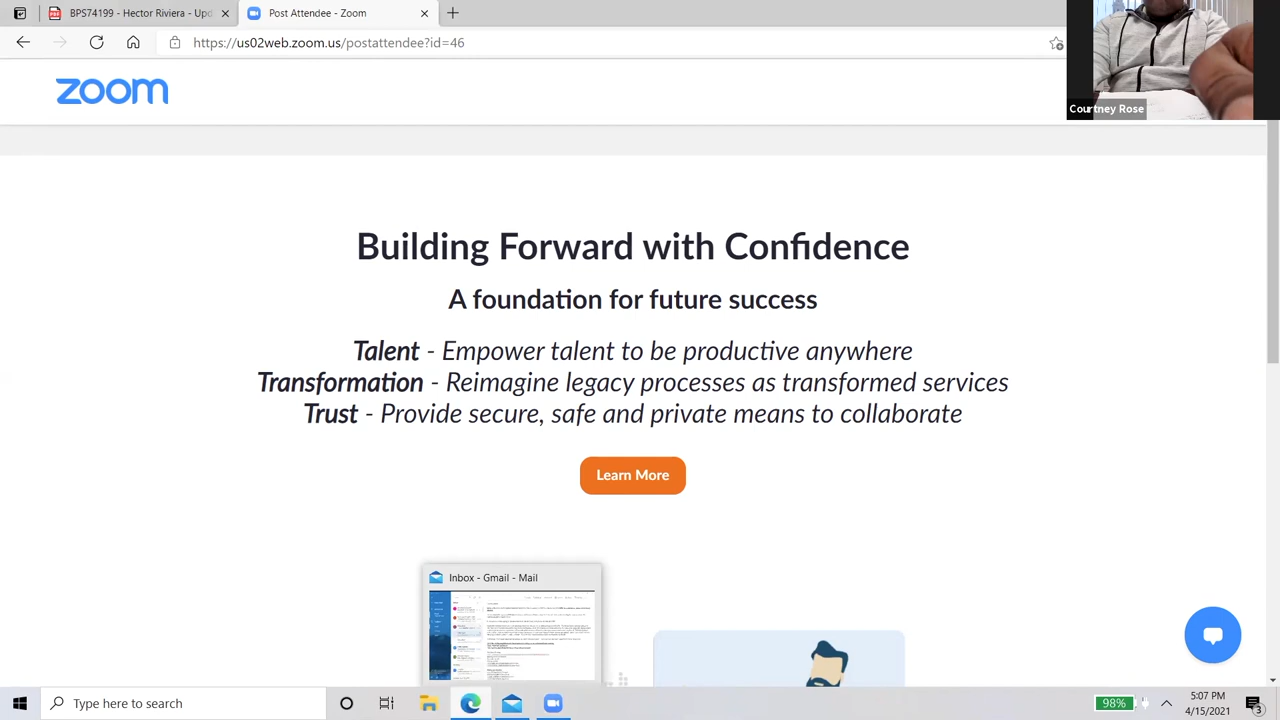 BPS74199 - Hector Riviera - Upd
Post Attendee - Zoom
https://us02web.zoom.us/postattendee?id=46
zoom
Courtney Rose
Building Forward with Confidence
A foundation for future success
Talent - Empower talent to be productive anywhere
Transformation - Reimagine legacy processes as transformed services
Trust - Provide secure, safe and private means to collaborate
Learn More
Inbox - Gmail - Mail
Type here to search
98%
5:07 PM
4/15/2021
3